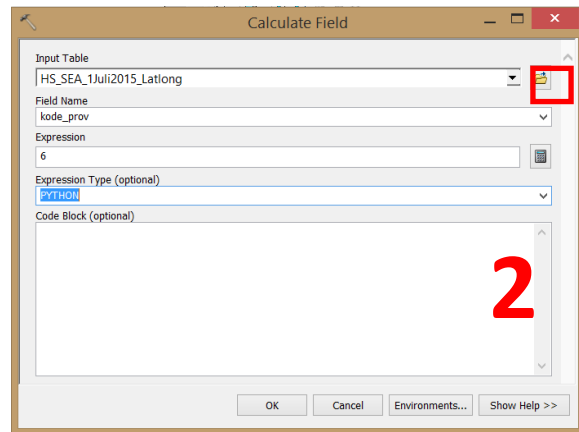 Calculate Field
Input Table
HS_SEA_1Juli2015_Latlong
Field Name
kode_prov
Expression
6
Expression Type (optional)
PYTHON
Code Block (optional)
2
OK Cancel Environments... Show Help >>